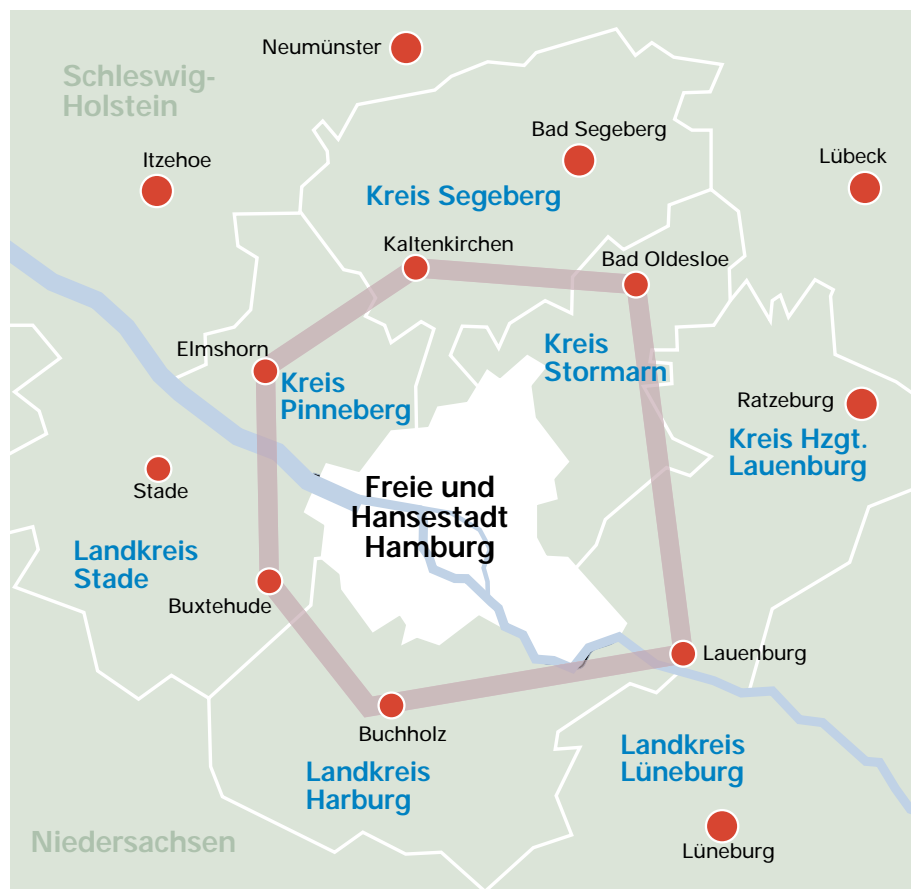 Neumünster
Schleswig-
Holstein
Bad Segeberg
Itzehoe
Lübeck
Kreis Segeberg
Kaltenkirchen
Bad Oldesloe
Elmshorn
Kreis
Stormarn
Kreis
Pinneberg
Ratzeburg
Kreis Hzgt.
Lauenburg
Stade
Freie und
Hansestadt
Hamburg
Landkreis
Stade
Buxtehude
Lauenburg
Buchholz
Landkreis
Lüneburg
Landkreis
Harburg
Niedersachsen
Lüneburg